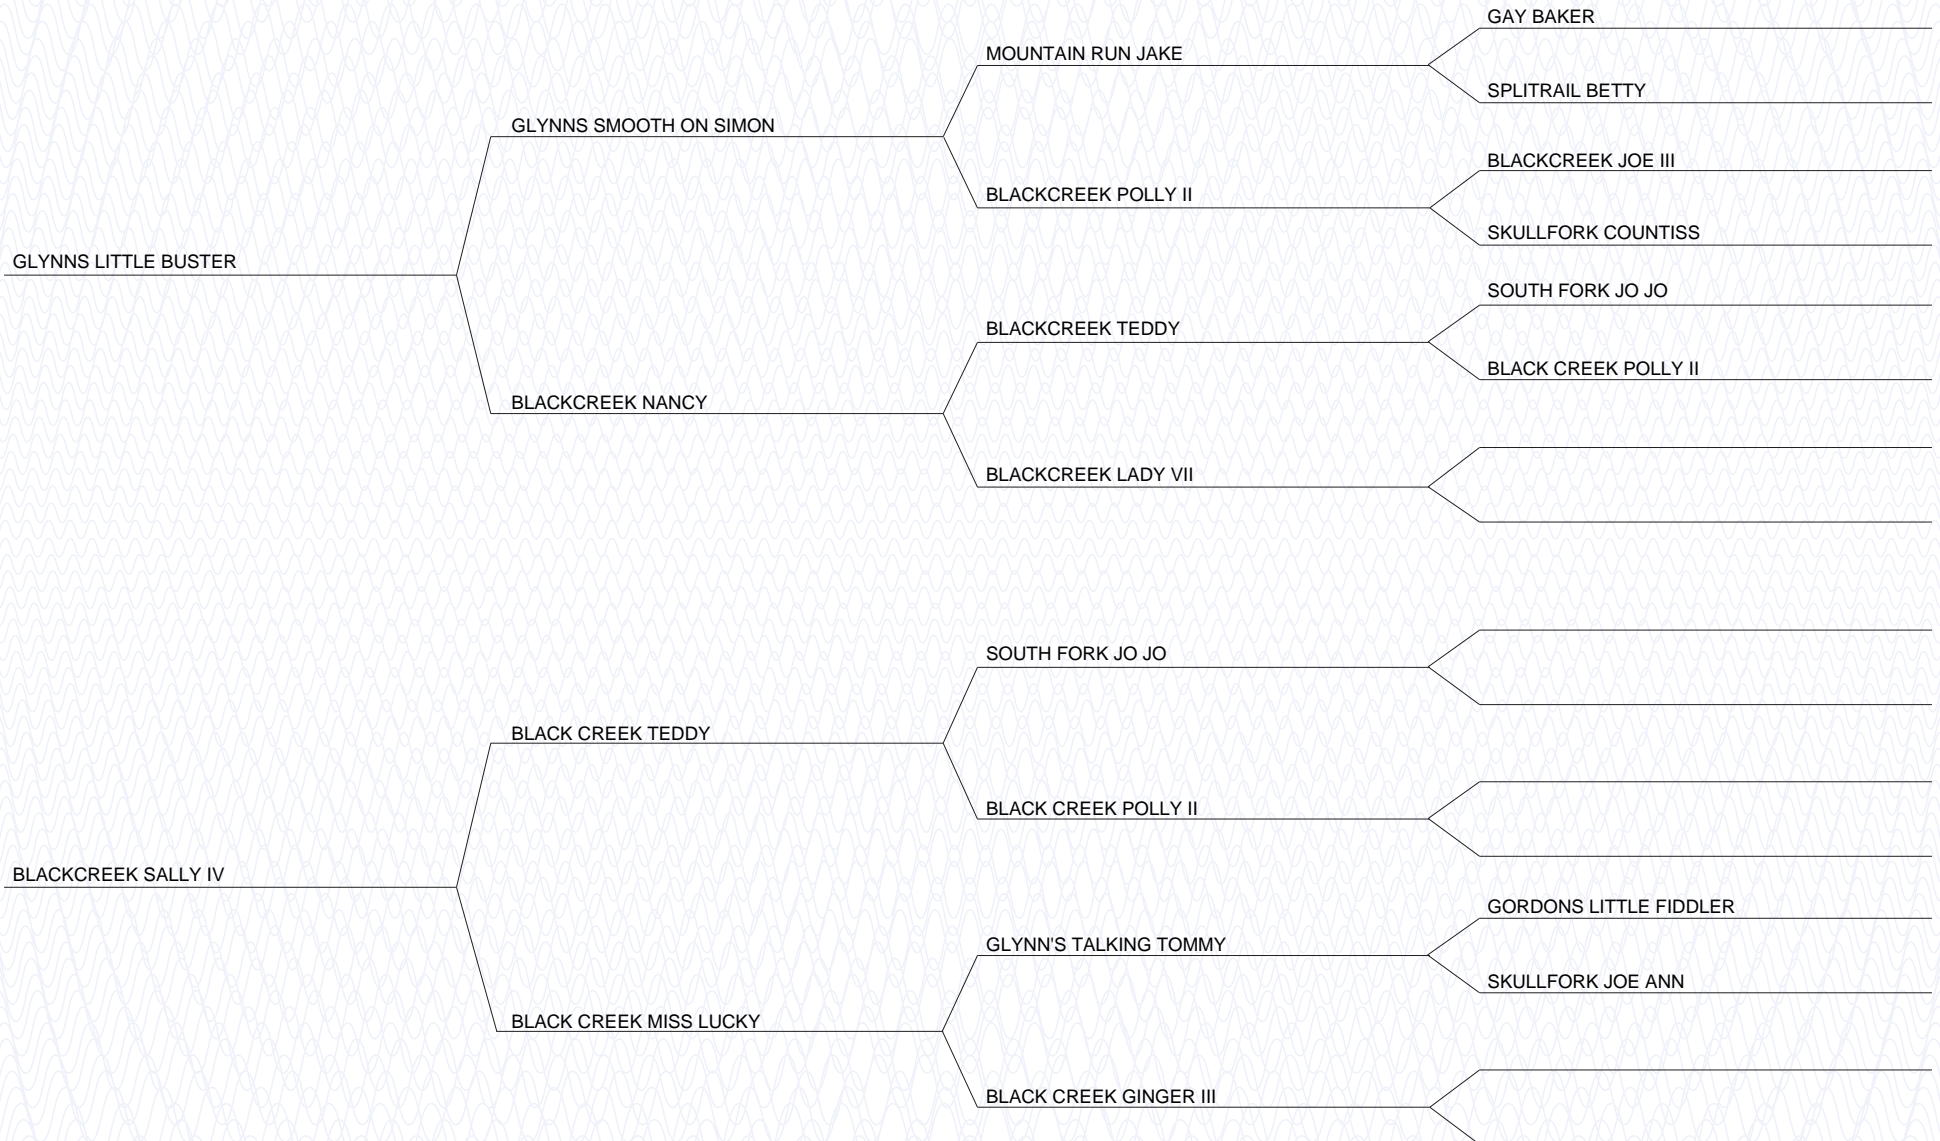 GAY BAKER
MOUNTAIN RUN JAKE
SPLITRAIL BETTY
GLYNNS SMOOTH ON SIMON
BLACKCREEK JOE III
BLACKCREEK POLLY II
SKULLFORK COUNTISS
GLYNNS LITTLE BUSTER
SOUTH FORK JO JO
BLACKCREEK TEDDY
BLACK CREEK POLLY II
BLACKCREEK NANCY
BLACKCREEK LADY VII
SOUTH FORK JO JO
BLACK CREEK TEDDY
BLACK CREEK POLLY II
BLACKCREEK SALLY IV
GORDONS LITTLE FIDDLER
GLYNN'S TALKING TOMMY
SKULLFORK JOE ANN
BLACK CREEK MISS LUCKY
BLACK CREEK GINGER III